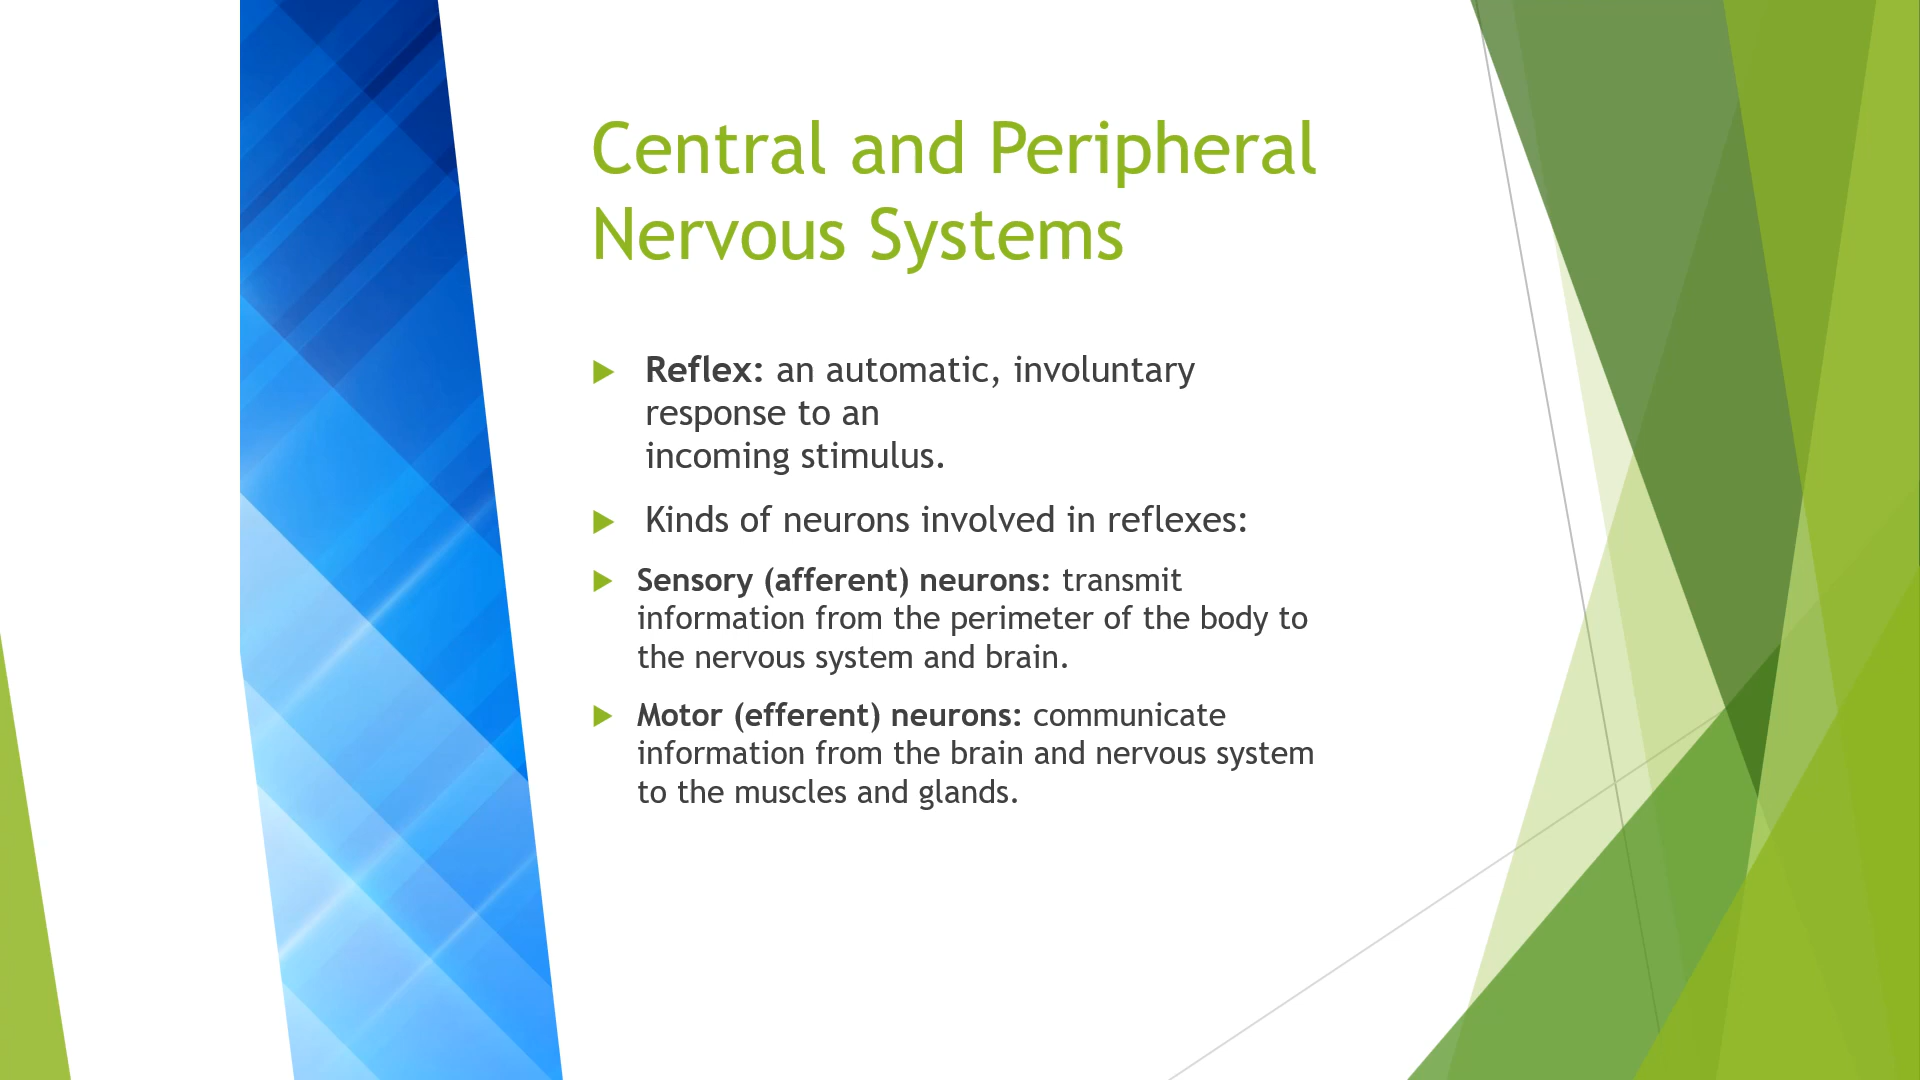 Central and Peripheral
Nervous Systems
Reflex: an automatic, involuntary
response to an
incoming stimulus.
Kinds of neurons involved in reflexes:
Sensory (afferent) neurons: transmit
information from the perimeter of the body to
the nervous system and brain.
Motor (efferent) neurons: communicate
information from the brain and nervous system
to the muscles and glands.